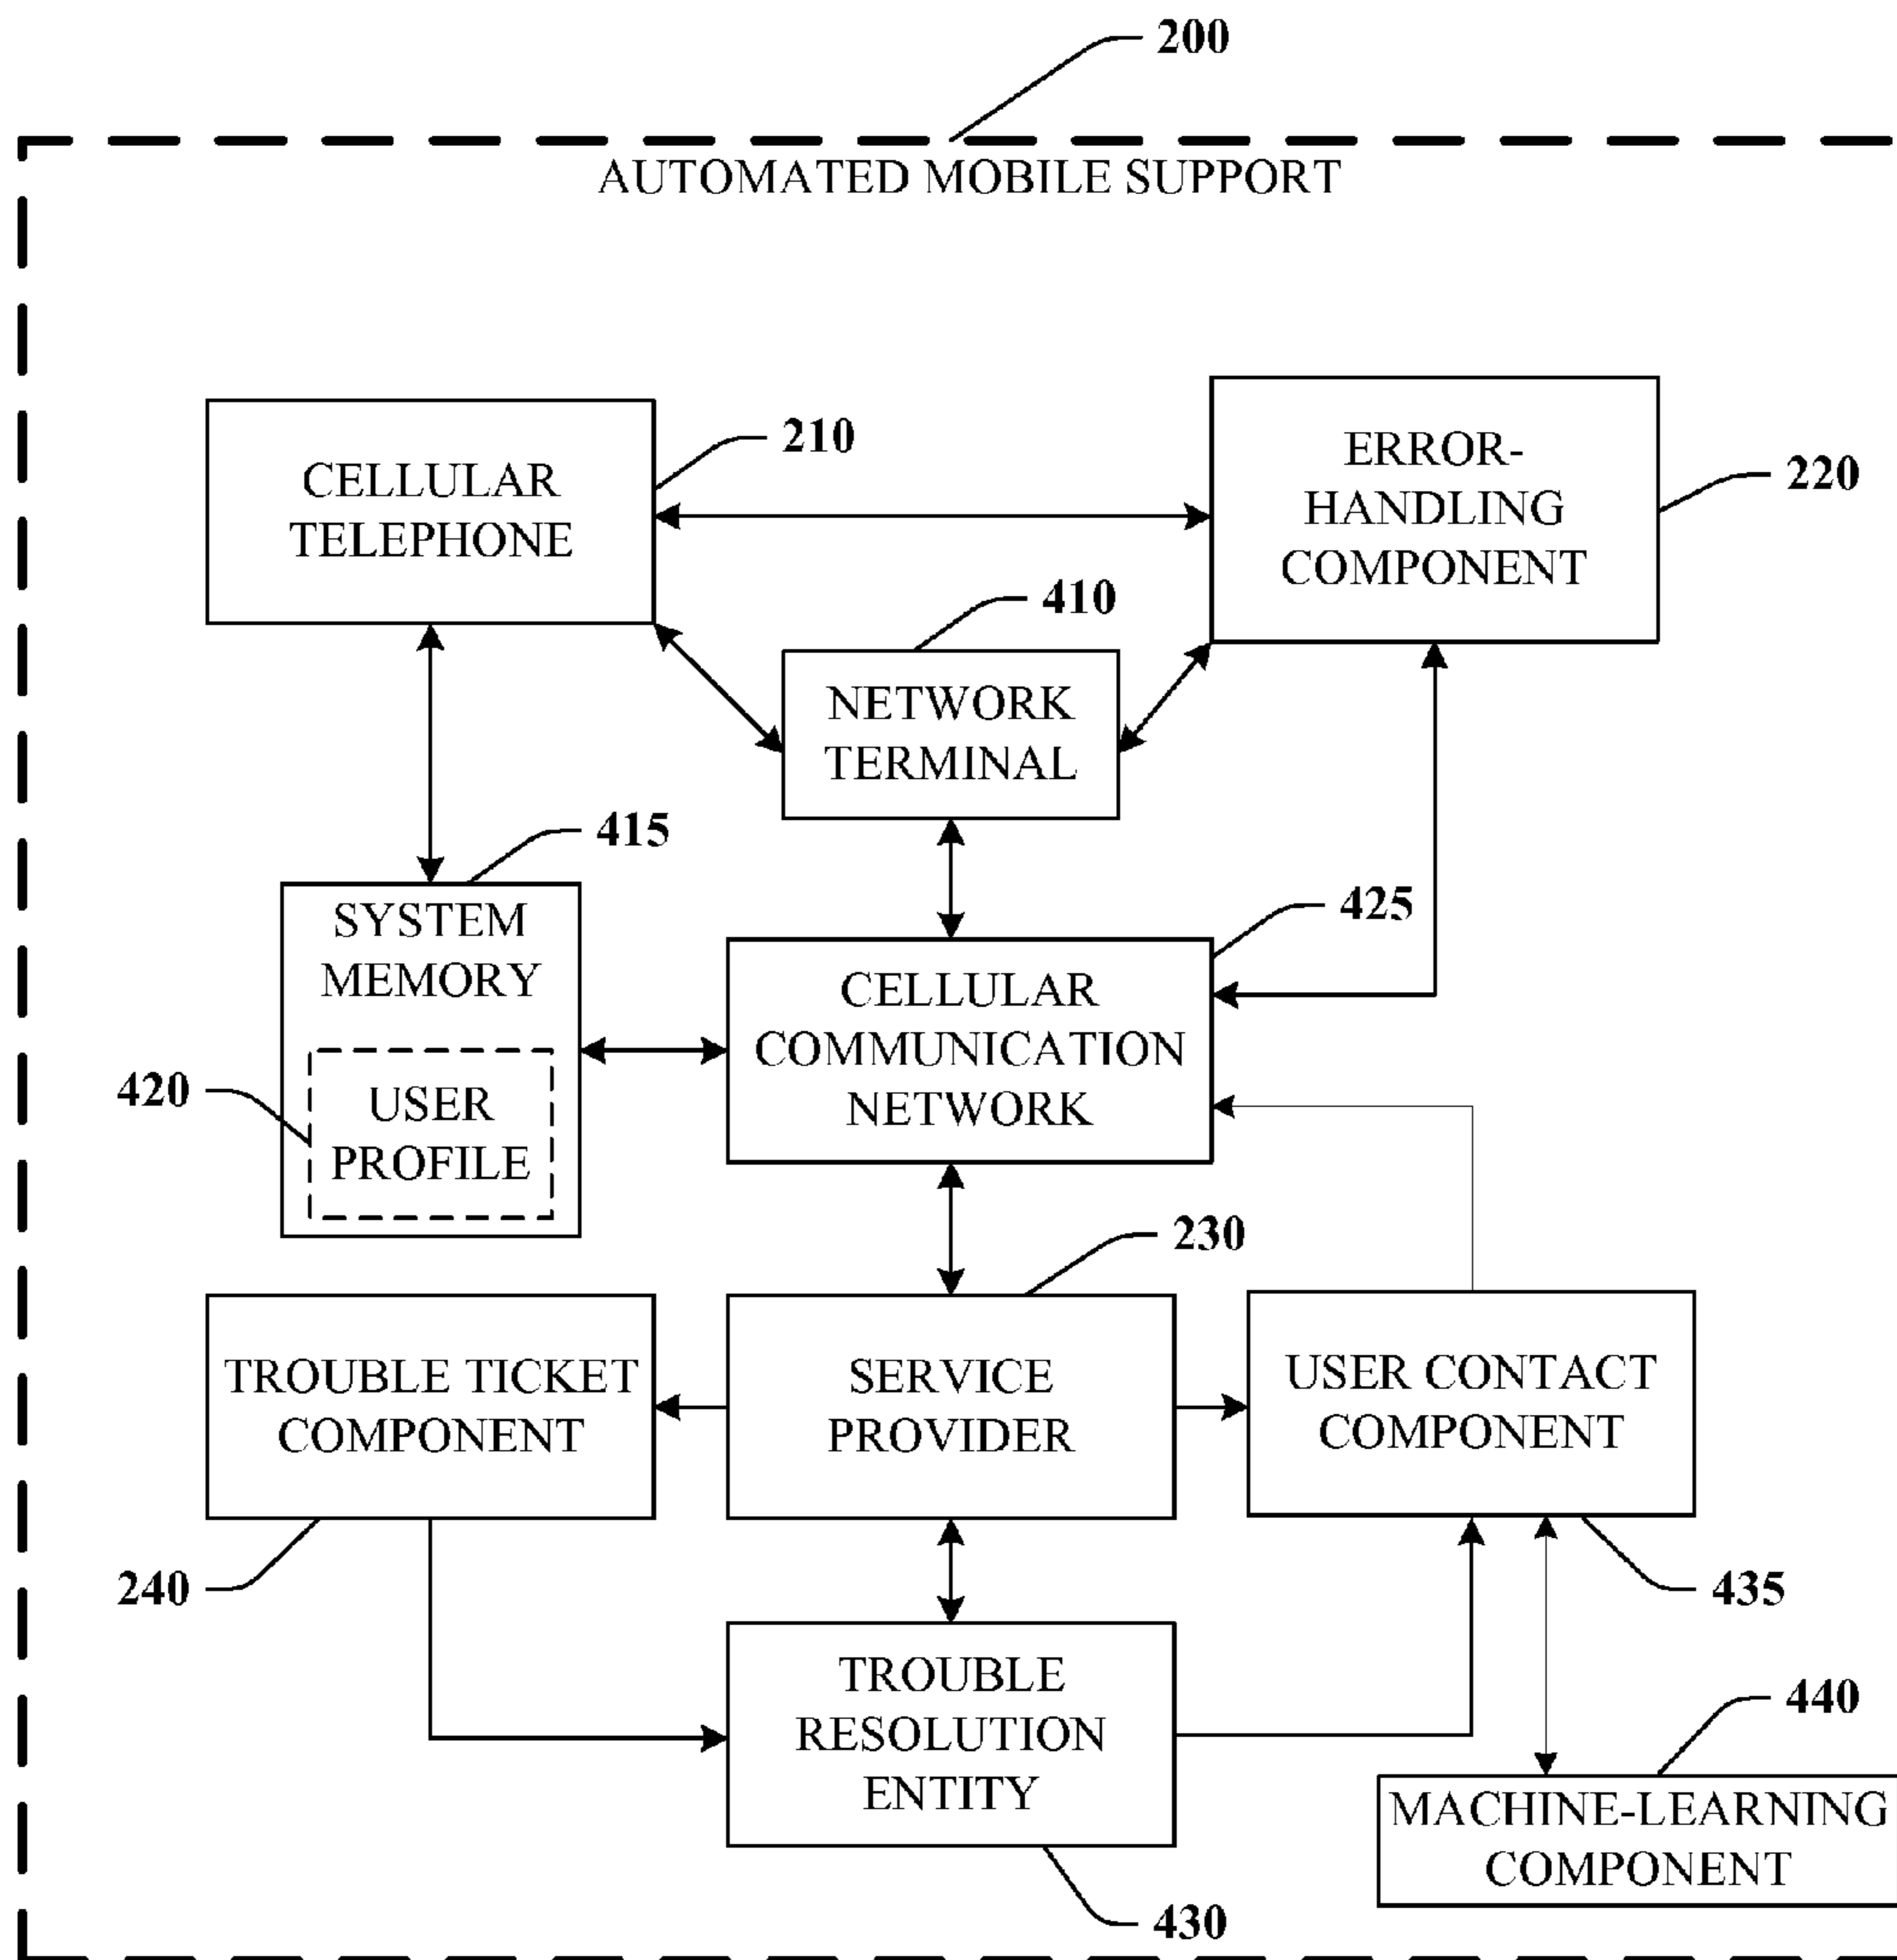 200
AUTOMATED MOBILE SUPPORT
CELLULAR
TELEPHONE
210
ERROR-
HANDLING
COMPONENT
220
410
NETWORK
TERMINAL
415
SYSTEM
MEMORY
420
USER
PROFILE
425
CELLULAR
COMMUNICATION
NETWORK
230
TROUBLE TICKET
COMPONENT
240
SERVICE
PROVIDER
USER CONTACT
COMPONENT
435
TROUBLE
RESOLUTION
ENTITY
430
440
MACHINE-LEARNING
COMPONENT